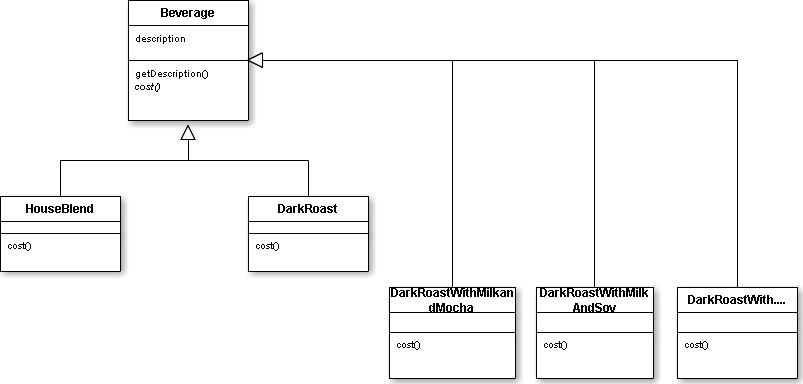 Beverage
description
getDescription()
cost()
HouseBlend
cost()
DarkRoast
cost()
DarkRoastWithMilkan
dMocha
cost()
DarkRoastWithMilk
AndSoy
cost()
DarkRoastWith....
cost()